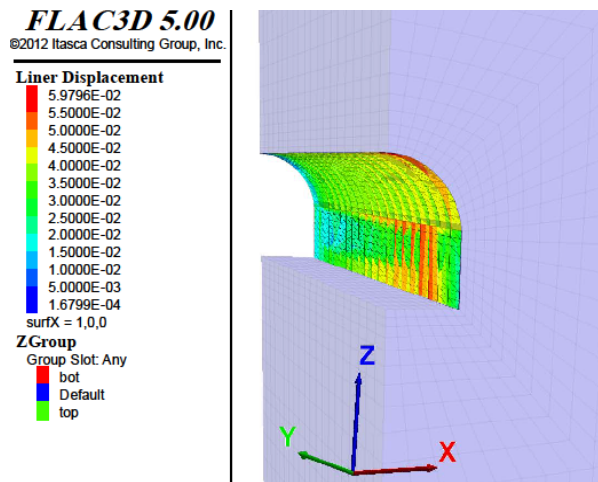 FLAC3D 5.00
©2012 Itasca Consulting Group, Inc.
Liner Displacement
5.9796E-02
5.5000E-02
5.0000E-02
4.5000E-02
4.0000E-02
3.5000E-02
3.0000E-02
2.5000E-02
2.0000E-02
1.5000E-02
1.0000E-02
5.0000E-03
1.6799E-04
surfX = 1,0,0
ZGroup
Group Slot: Any
bot
Default
top
Z
Y
X